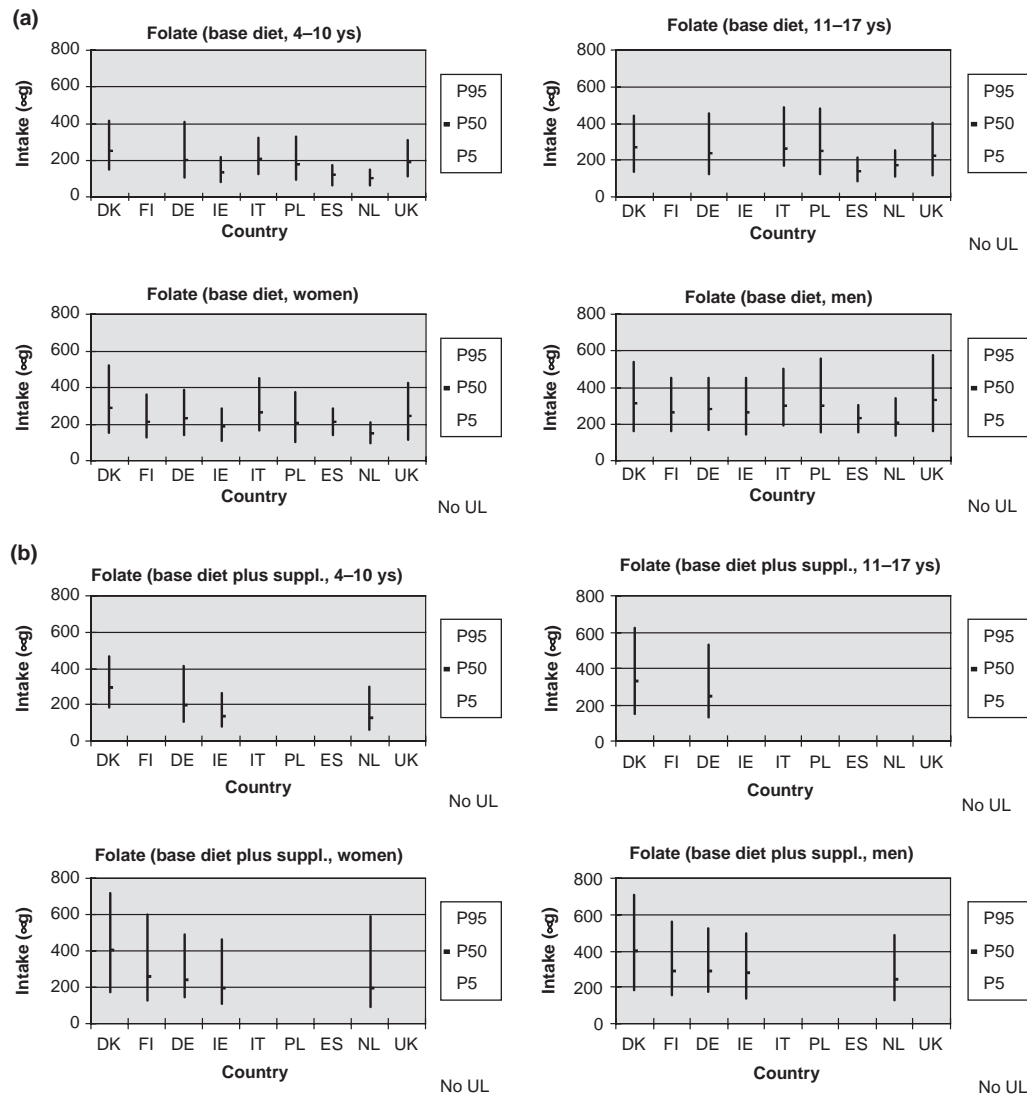 (a)
Folate (base diet, 4–10 ys)
Intake (∞g)
800
600
400
200
0
DK FI DE IE IT PL ES NL UK
Country
P95
P50
P5
Folate (base diet, 11–17 ys)
Intake (∞g)
800
600
400
200
0
DK FI DE IE IT PL ES NL UK
Country
P95
P50
P5
No UL
Folate (base diet, women)
Intake (∞g)
800
600
400
200
0
DK FI DE IE IT PL ES NL UK
Country
P95
P50
P5
No UL
Folate (base diet, men)
Intake (∞g)
800
600
400
200
0
DK FI DE IE IT PL ES NL UK
Country
P95
P50
P5
No UL
(b)
Folate (base diet plus suppl., 4–10 ys)
Intake (∞g)
800
600
400
200
0
DK FI DE IE IT PL ES NL UK
Country
P95
P50
P5
No UL
Folate (base diet plus suppl., 11–17 ys)
Intake (∞g)
800
600
400
200
0
DK FI DE IE IT PL ES NL UK
Country
P95
P50
P5
No UL
Folate (base diet plus suppl., women)
Intake (∞g)
800
600
400
200
0
DK FI DE IE IT PL ES NL UK
Country
P95
P50
P5
No UL
Folate (base diet plus suppl., men)
Intake (∞g)
800
600
400
200
0
DK FI DE IE IT PL ES NL UK
Country
P95
P50
P5
No UL